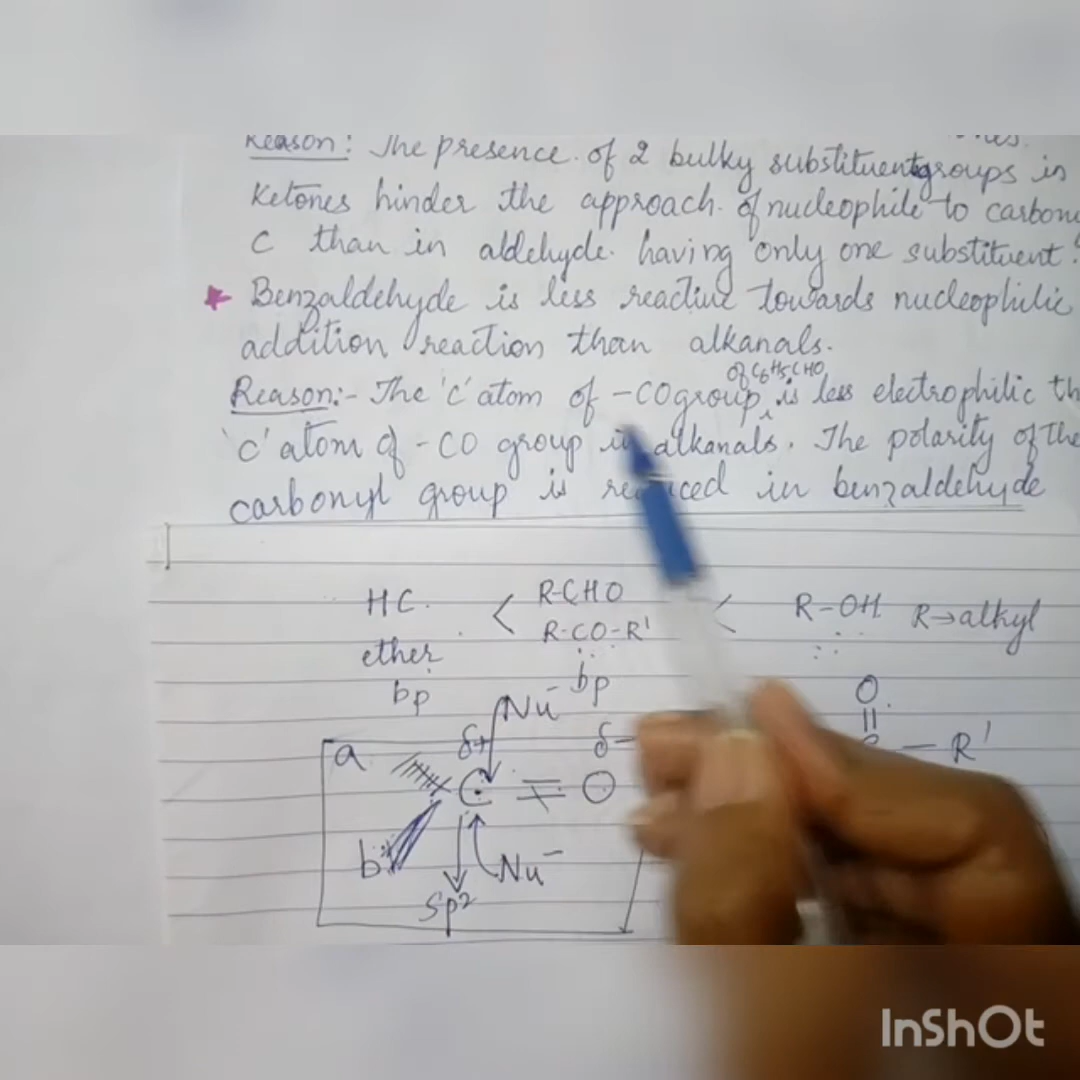 Reason: The presence of 2 bulky substituent groups in
Ketones hinder the approach of nucleophile to carbony
C than in aldehyde having only one substituent.
Benzaldehyde is less reactive towards nucleophilic
addition reaction than alkanals.
of C6H5CHO
Reason:- The 'C' atom of -CO group ^ is less electrophilic th
'C' atom of -CO group in alkanals. The polarity of the
carbonyl group is reduced in benzaldehyde
HC. < R-CHO < R-OH R→alkyl
ether R-CO-R'
bp bp
O
Nu-
δ+ δ-
a C = O - R'
b Nu-
sp2
InShOt